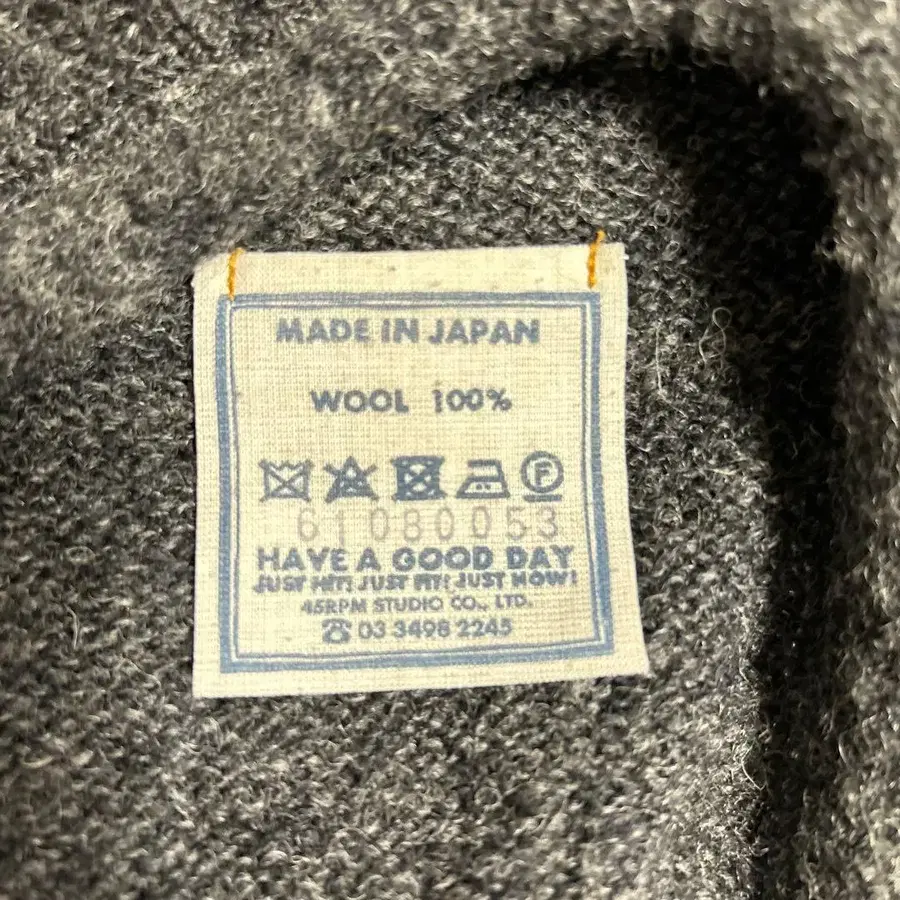 MADE IN JAPAN
WOOL 100%
F
61080053
HAVE A GOOD DAY
JUST HIT! JUST FIT! JUST NOW!
45RPM STUDIO CO., LTD.
☎ 03 3498 2245